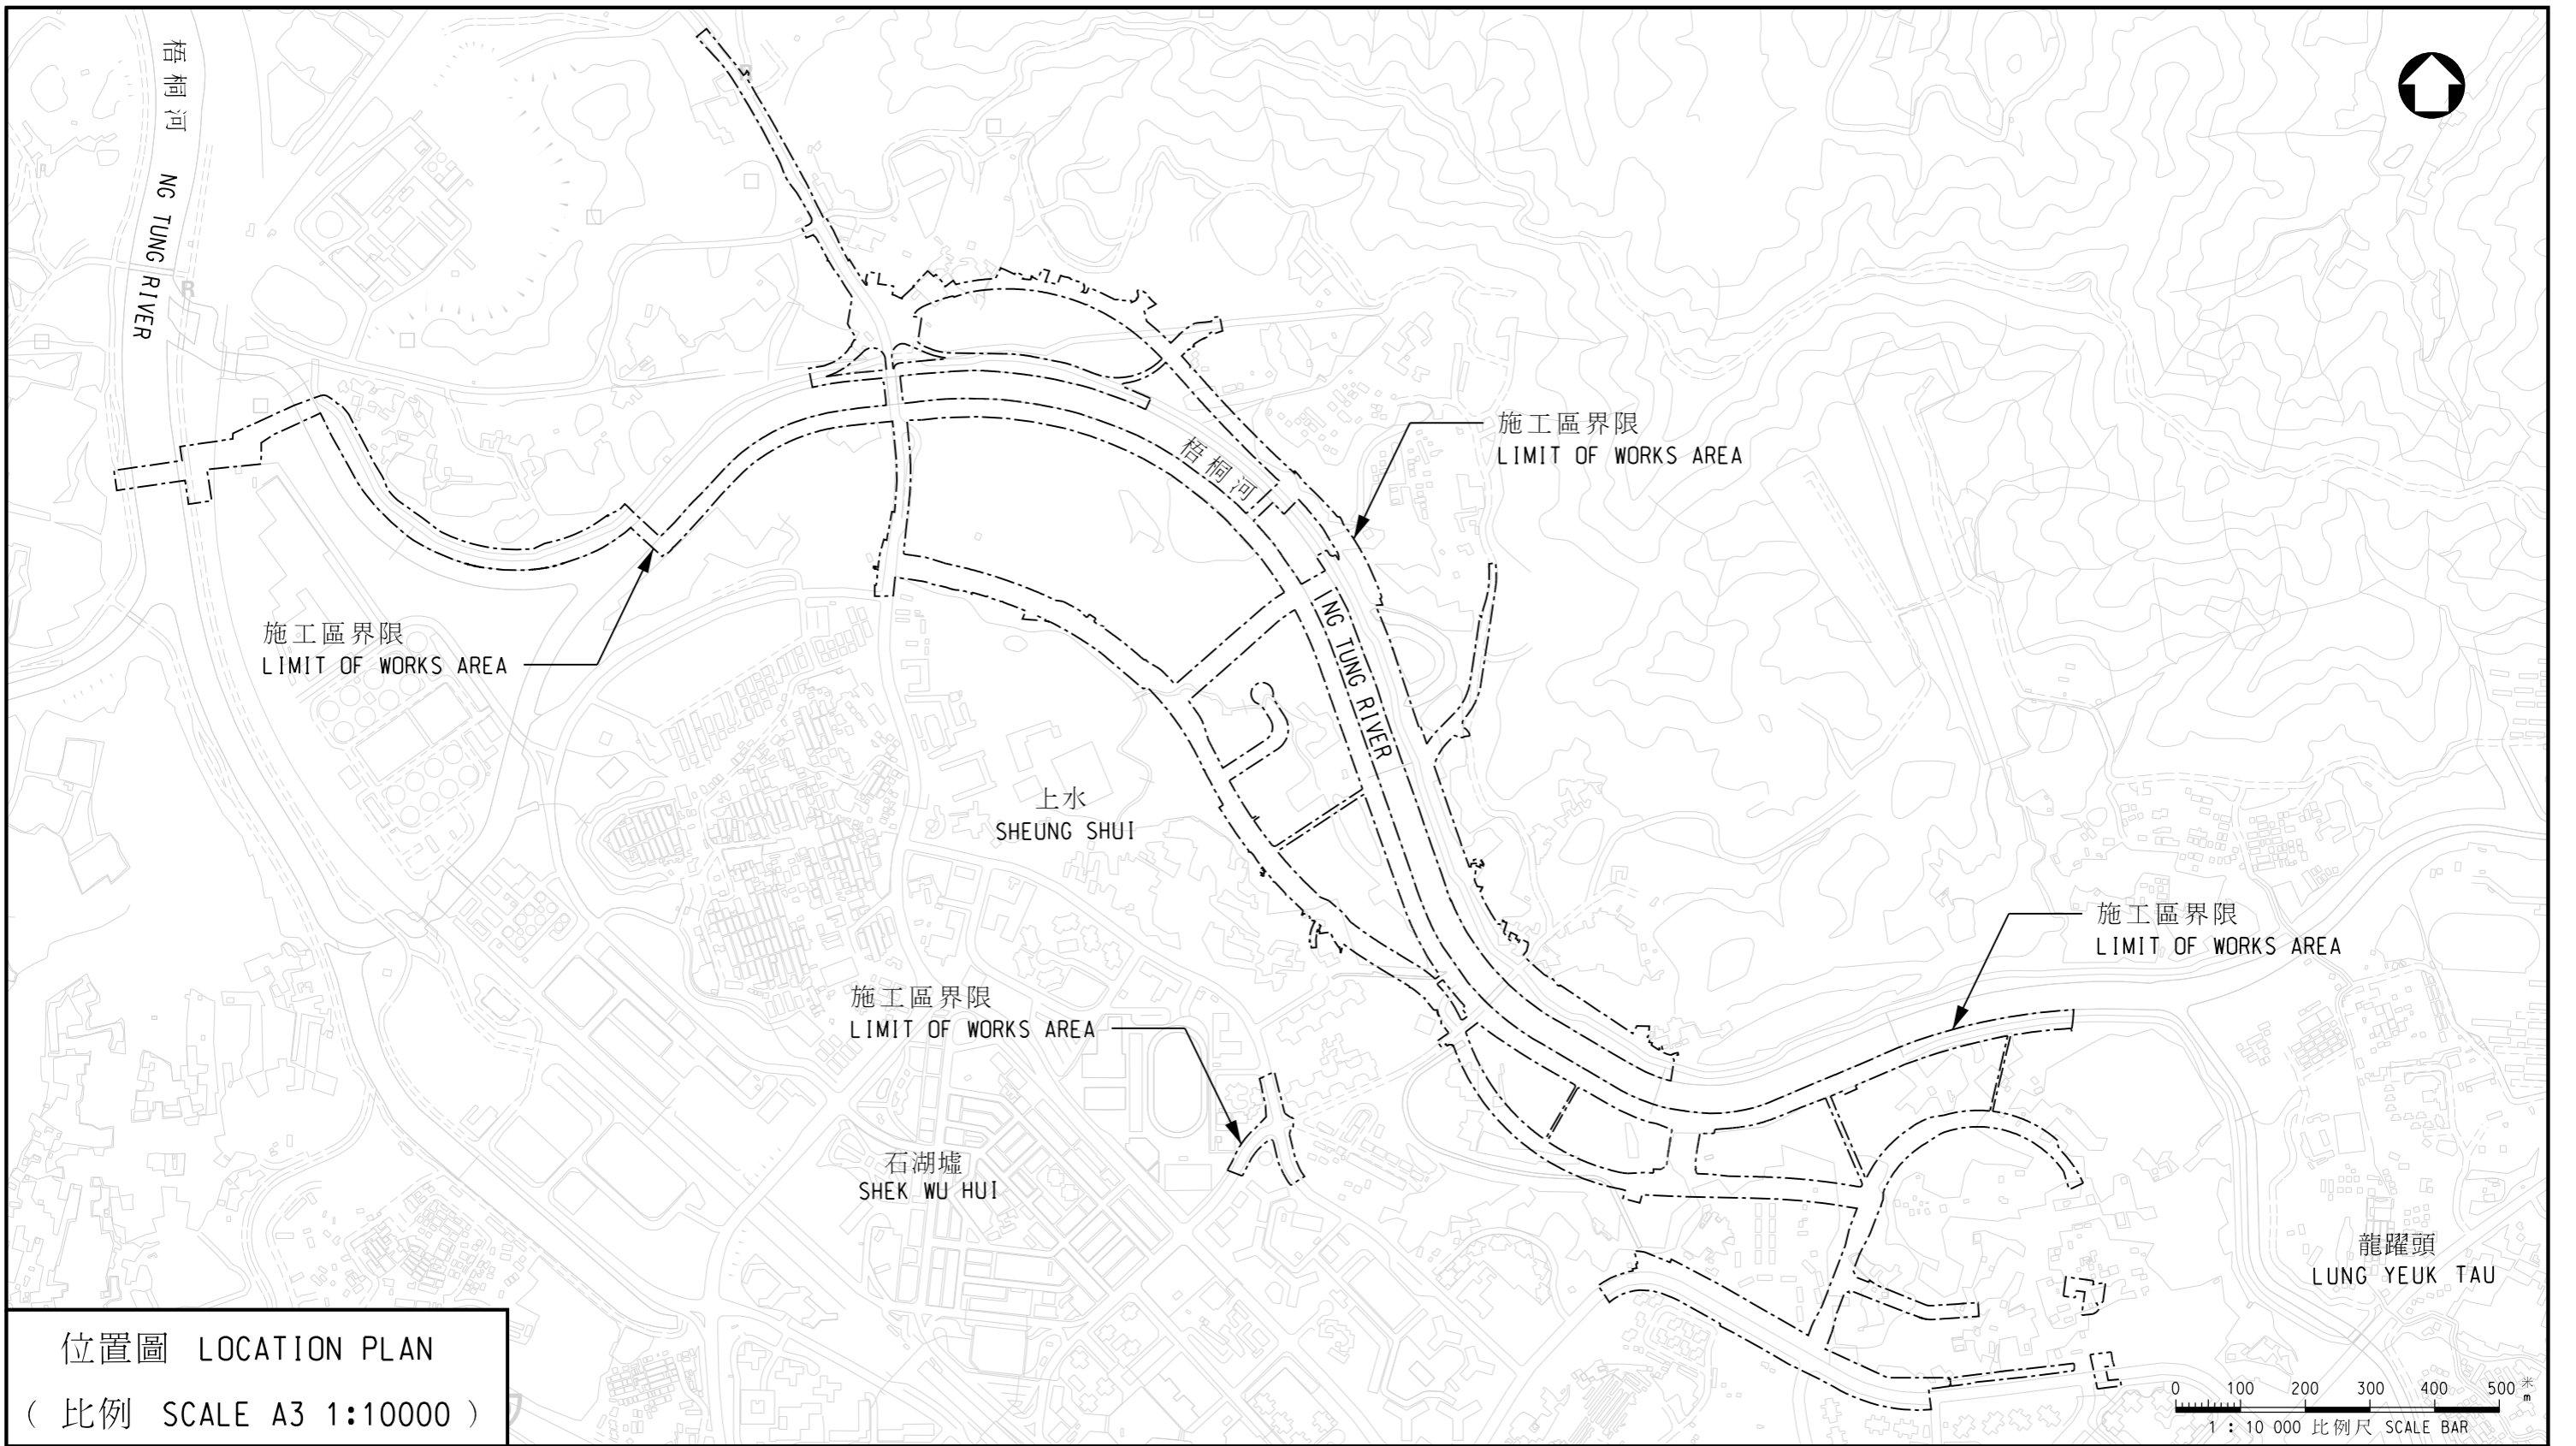 梧桐河 NG TUNG RIVER
施工區界限
LIMIT OF WORKS AREA
梧桐河
NG TUNG RIVER
施工區界限
LIMIT OF WORKS AREA
上水
SHEUNG SHUI
施工區界限
LIMIT OF WORKS AREA
施工區界限
LIMIT OF WORKS AREA
石湖墟
SHEK WU HUI
龍躍頭
LUNG YEUK TAU
位置圖 LOCATION PLAN
( 比例 SCALE A3 1:10000 )
0 100 200 300 400 500 米
m
1 : 10 000 比例尺 SCALE BAR
R
R